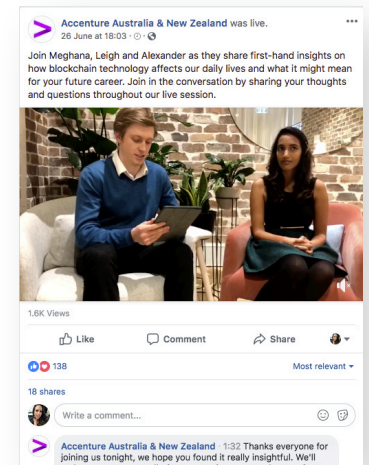 Accenture Australia & New Zealand was live.
26 June at 18:03
Join Meghana, Leigh and Alexander as they share first-hand insights on
how blockchain technology affects our daily lives and what it might mean
for your future career. Join in the conversation by sharing your thoughts
and questions throughout our live session.
1.6K Views
Like Comment Share
138 Most relevant
18 shares
Write a comment...
Accenture Australia & New Zealand · 1:32 Thanks everyone for
joining us tonight, we hope you found it really insightful. We'll